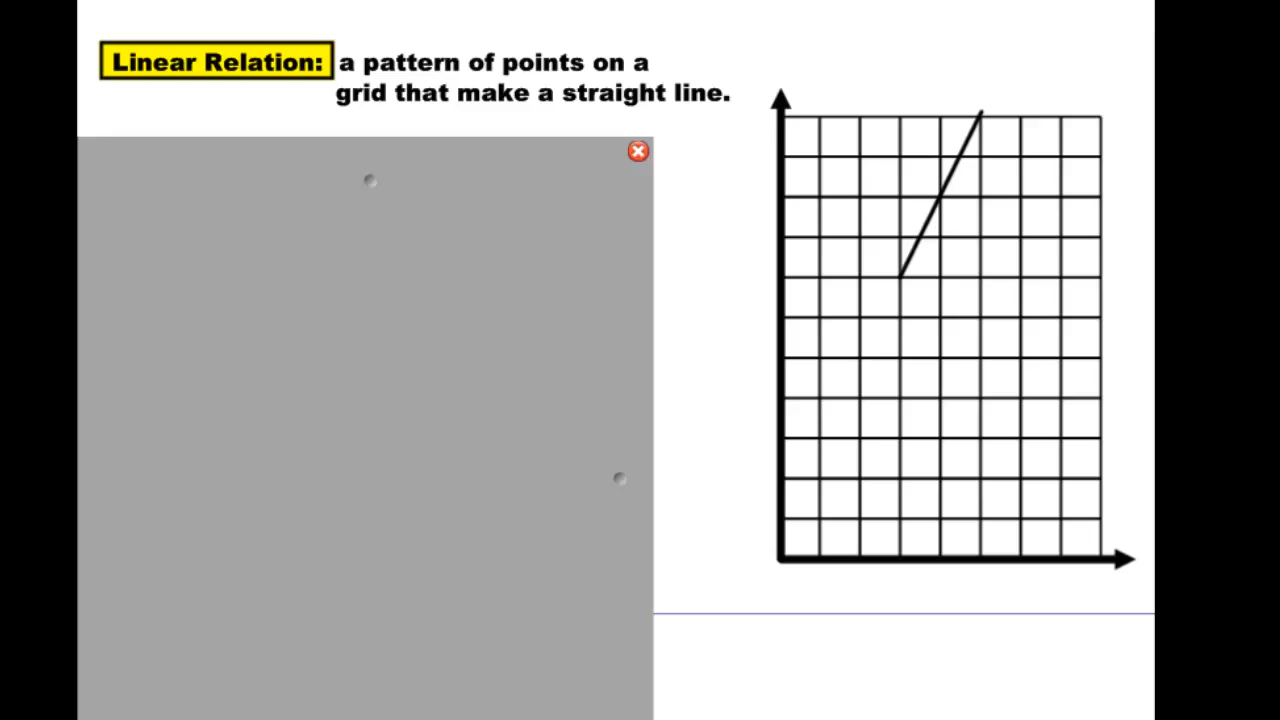 Linear Relation: a pattern of points on a
grid that make a straight line.